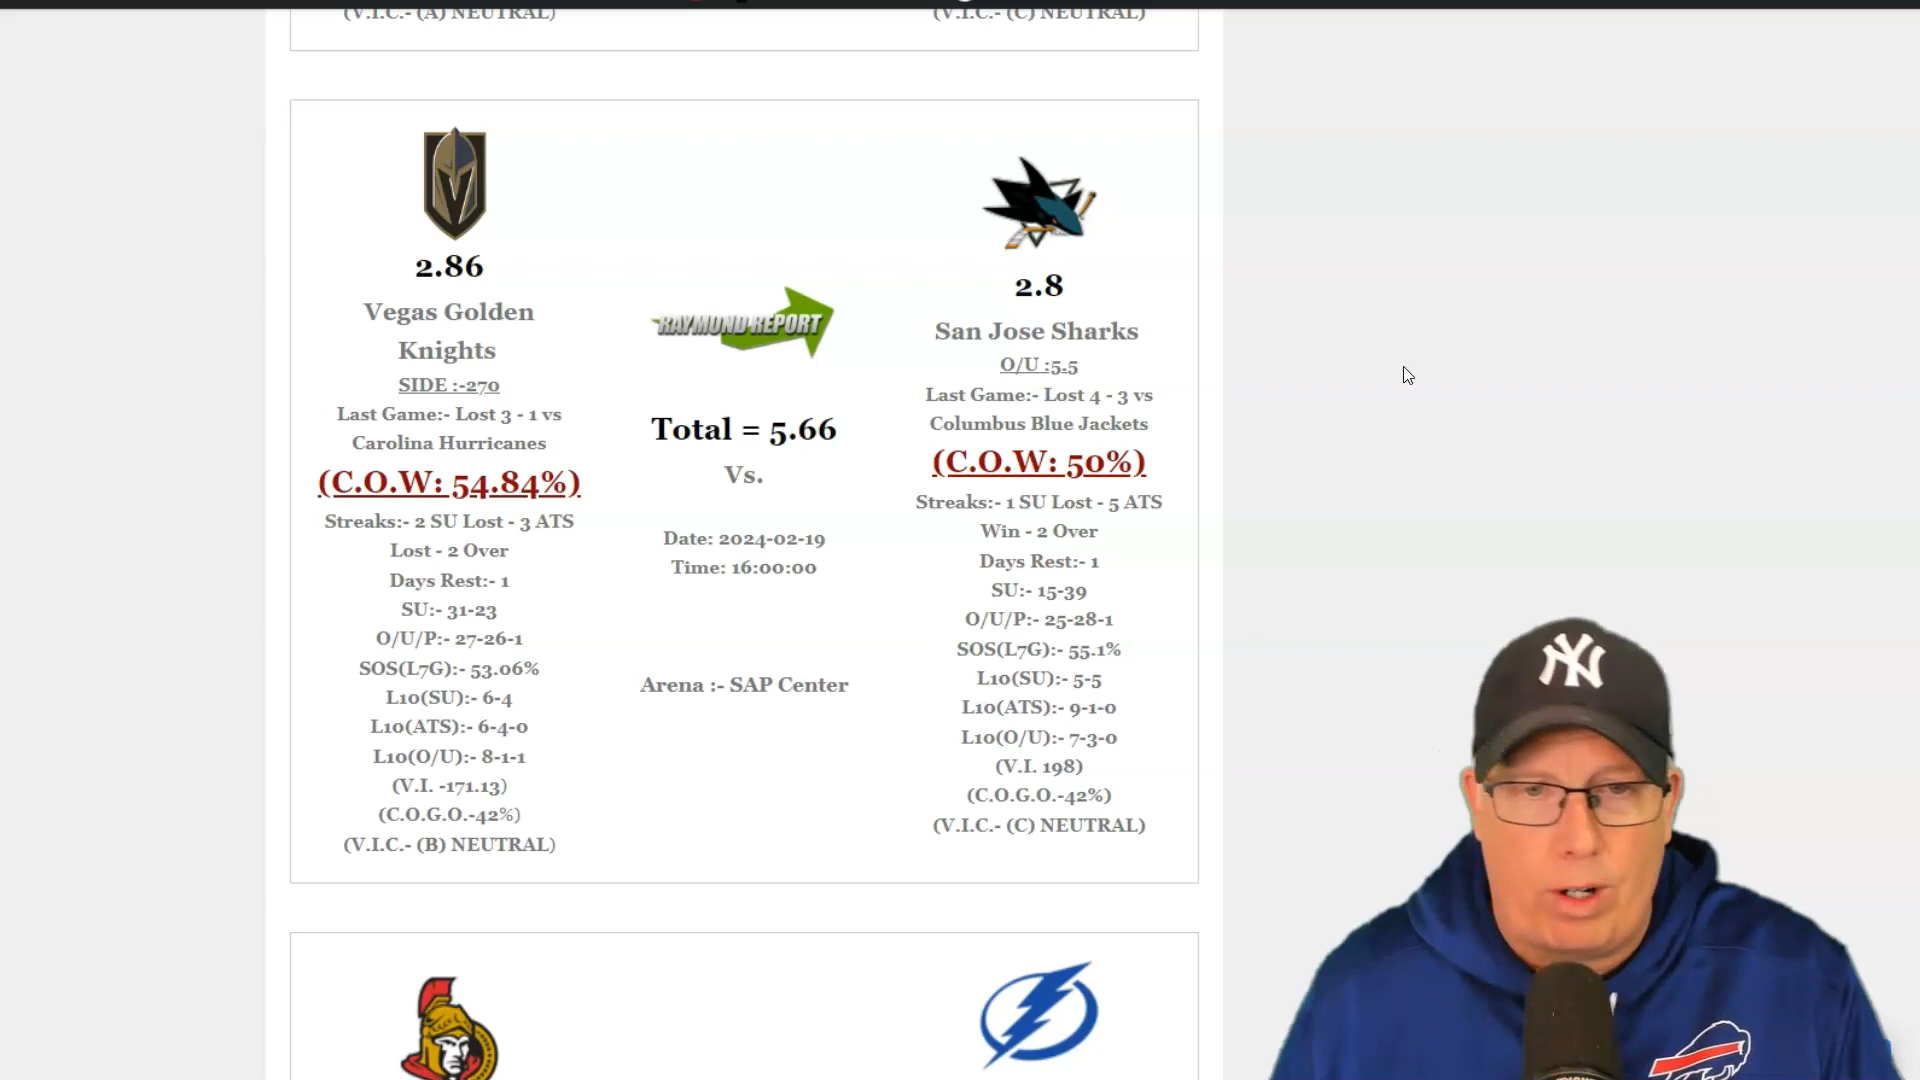 (V.I.C.- (A) NEUTRAL)
(V.I.C.- (C) NEUTRAL)
2.86
Vegas Golden
Knights
SIDE :-270
Last Game:- Lost 3 - 1 vs
Carolina Hurricanes
(C.O.W: 54.84%)
Streaks:- 2 SU Lost - 3 ATS
Lost - 2 Over
Days Rest:- 1
SU:- 31-23
O/U/P:- 27-26-1
SOS(L7G):- 53.06%
L10(SU):- 6-4
L10(ATS):- 6-4-0
L10(O/U):- 8-1-1
(V.I. -171.13)
(C.O.G.O.-42%)
(V.I.C.- (B) NEUTRAL)
RAYMOND REPORT
Total = 5.66
Vs.
Date: 2024-02-19
Time: 16:00:00
Arena :- SAP Center
2.8
San Jose Sharks
O/U :5.5
Last Game:- Lost 4 - 3 vs
Columbus Blue Jackets
(C.O.W: 50%)
Streaks:- 1 SU Lost - 5 ATS
Win - 2 Over
Days Rest:- 1
SU:- 15-39
O/U/P:- 25-28-1
SOS(L7G):- 55.1%
L10(SU):- 5-5
L10(ATS):- 9-1-0
L10(O/U):- 7-3-0
(V.I. 198)
(C.O.G.O.-42%)
(V.I.C.- (C) NEUTRAL)
NY